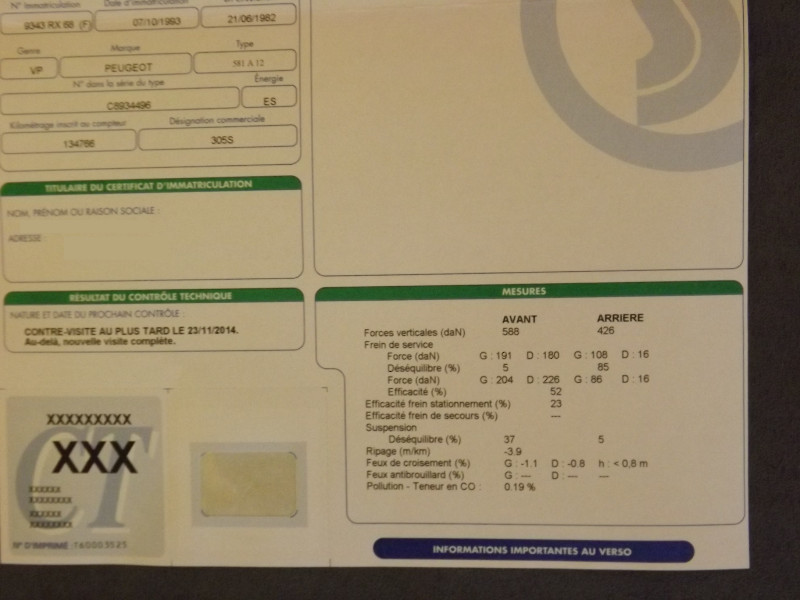 N° Immatriculation Date d'immatriculation
9343 RX 68 (F) 07/10/1993 21/06/1982
Genre Marque Type
VP PEUGEOT 581 A 12
N° dans la série du type Énergie
C8934496 ES
Kilométrage inscrit au compteur Désignation commerciale
134766 305S
TITULAIRE DU CERTIFICAT D'IMMATRICULATION
NOM, PRÉNOM OU RAISON SOCIALE :
ADRESSE :
RÉSULTAT DU CONTRÔLE TECHNIQUE
NATURE ET DATE DU PROCHAIN CONTRÔLE :
CONTRE-VISITE AU PLUS TARD LE 23/11/2014.
Au-delà, nouvelle visite complète.
MESURES
AVANT ARRIERE
Forces verticales (daN) 588 426
Frein de service
Force (daN) G : 191 D : 180 G : 108 D : 16
Déséquilibre (%) 5 85
Force (daN) G : 204 D : 226 G : 86 D : 16
Efficacité (%) 52
Efficacité frein stationnement (%) 23
Efficacité frein de secours (%) ---
Suspension
Déséquilibre (%) 37 5
Ripage (m/km) -3.9
Feux de croisement (%) G : -1.1 D : -0.8 h : < 0,8 m
Feux antibrouillard (%) G : --- D : --- ---
Pollution - Teneur en CO : 0.19 %
CT
XXXXXXXXX
XXX
XXXXXX
XXXXXXXX
XXXXXX
XXXXXXXX
N° D'IMPRIMÉ : T60003525
INFORMATIONS IMPORTANTES AU VERSO